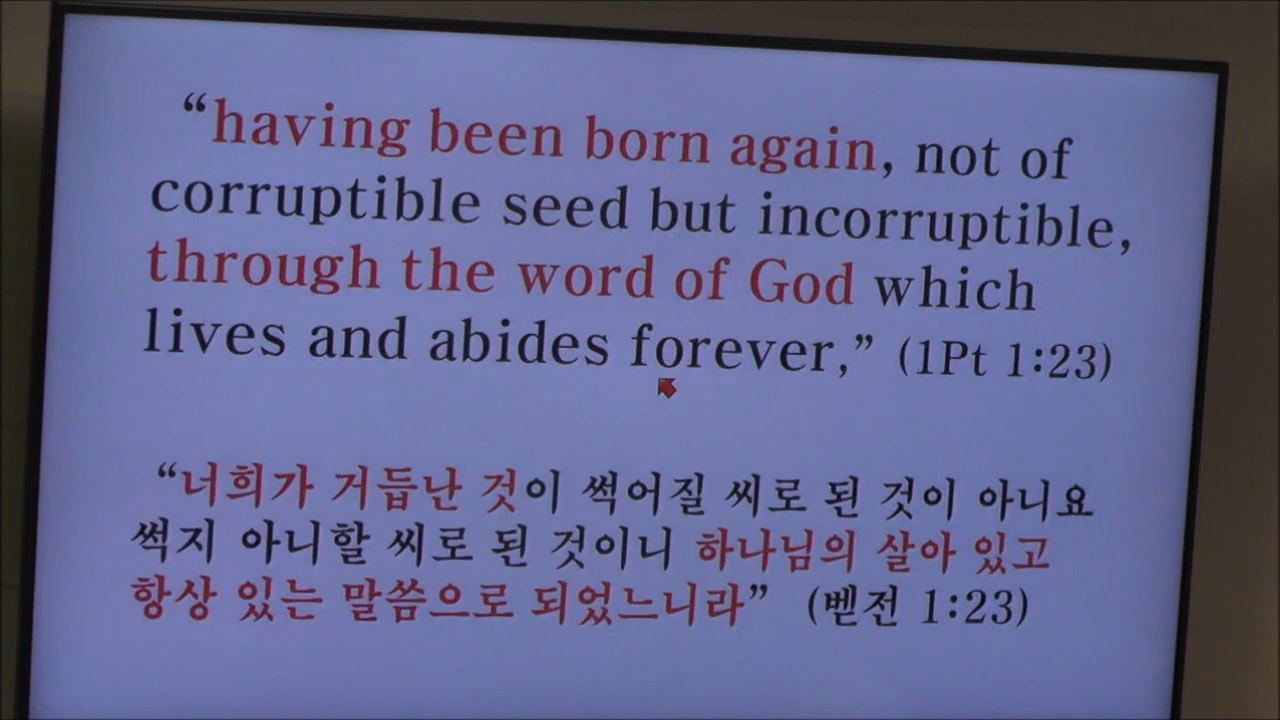 “having been born again, not of
corruptible seed but incorruptible,
through the word of God which
lives and abides forever,” (1Pt 1:23)
“너희가 거듭난 것이 썩어질 씨로 된 것이 아니요
썩지 아니할 씨로 된 것이니 하나님의 살아 있고
항상 있는 말씀으로 되었느니라” (벧전 1:23)